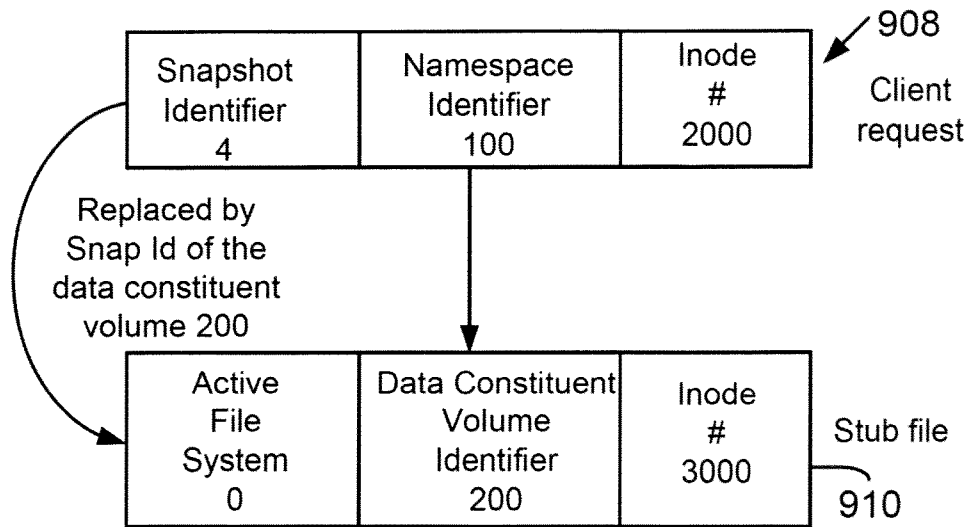 Snapshot
Identifier
4
Namespace
Identifier
100
Inode
#
2000
908
Client
request
Replaced by
Snap Id of the
data constituent
volume 200
Active
File
System
0
Data Constituent
Volume
Identifier
200
Inode
#
3000
Stub file
910